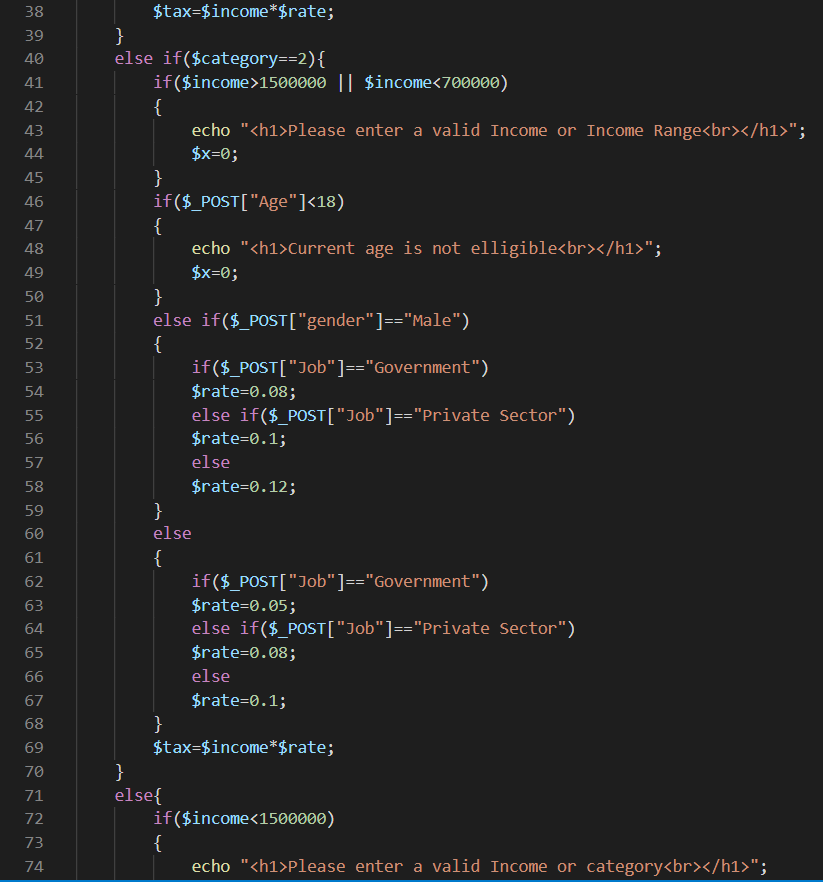 38 $tax=$income*$rate;
39 }
40 else if($category==2){
41 if($income>1500000 || $income<700000)
42 {
43 echo "<h1>Please enter a valid Income or Income Range<br></h1>";
44 $x=0;
45 }
46 if($_POST["Age"]<18)
47 {
48 echo "<h1>Current age is not elligible<br></h1>";
49 $x=0;
50 }
51 else if($_POST["gender"]=="Male")
52 {
53 if($_POST["Job"]=="Government")
54 $rate=0.08;
55 else if($_POST["Job"]=="Private Sector")
56 $rate=0.1;
57 else
58 $rate=0.12;
59 }
60 else
61 {
62 if($_POST["Job"]=="Government")
63 $rate=0.05;
64 else if($_POST["Job"]=="Private Sector")
65 $rate=0.08;
66 else
67 $rate=0.1;
68 }
69 $tax=$income*$rate;
70 }
71 else{
72 if($income<1500000)
73 {
74 echo "<h1>Please enter a valid Income or category<br></h1>";